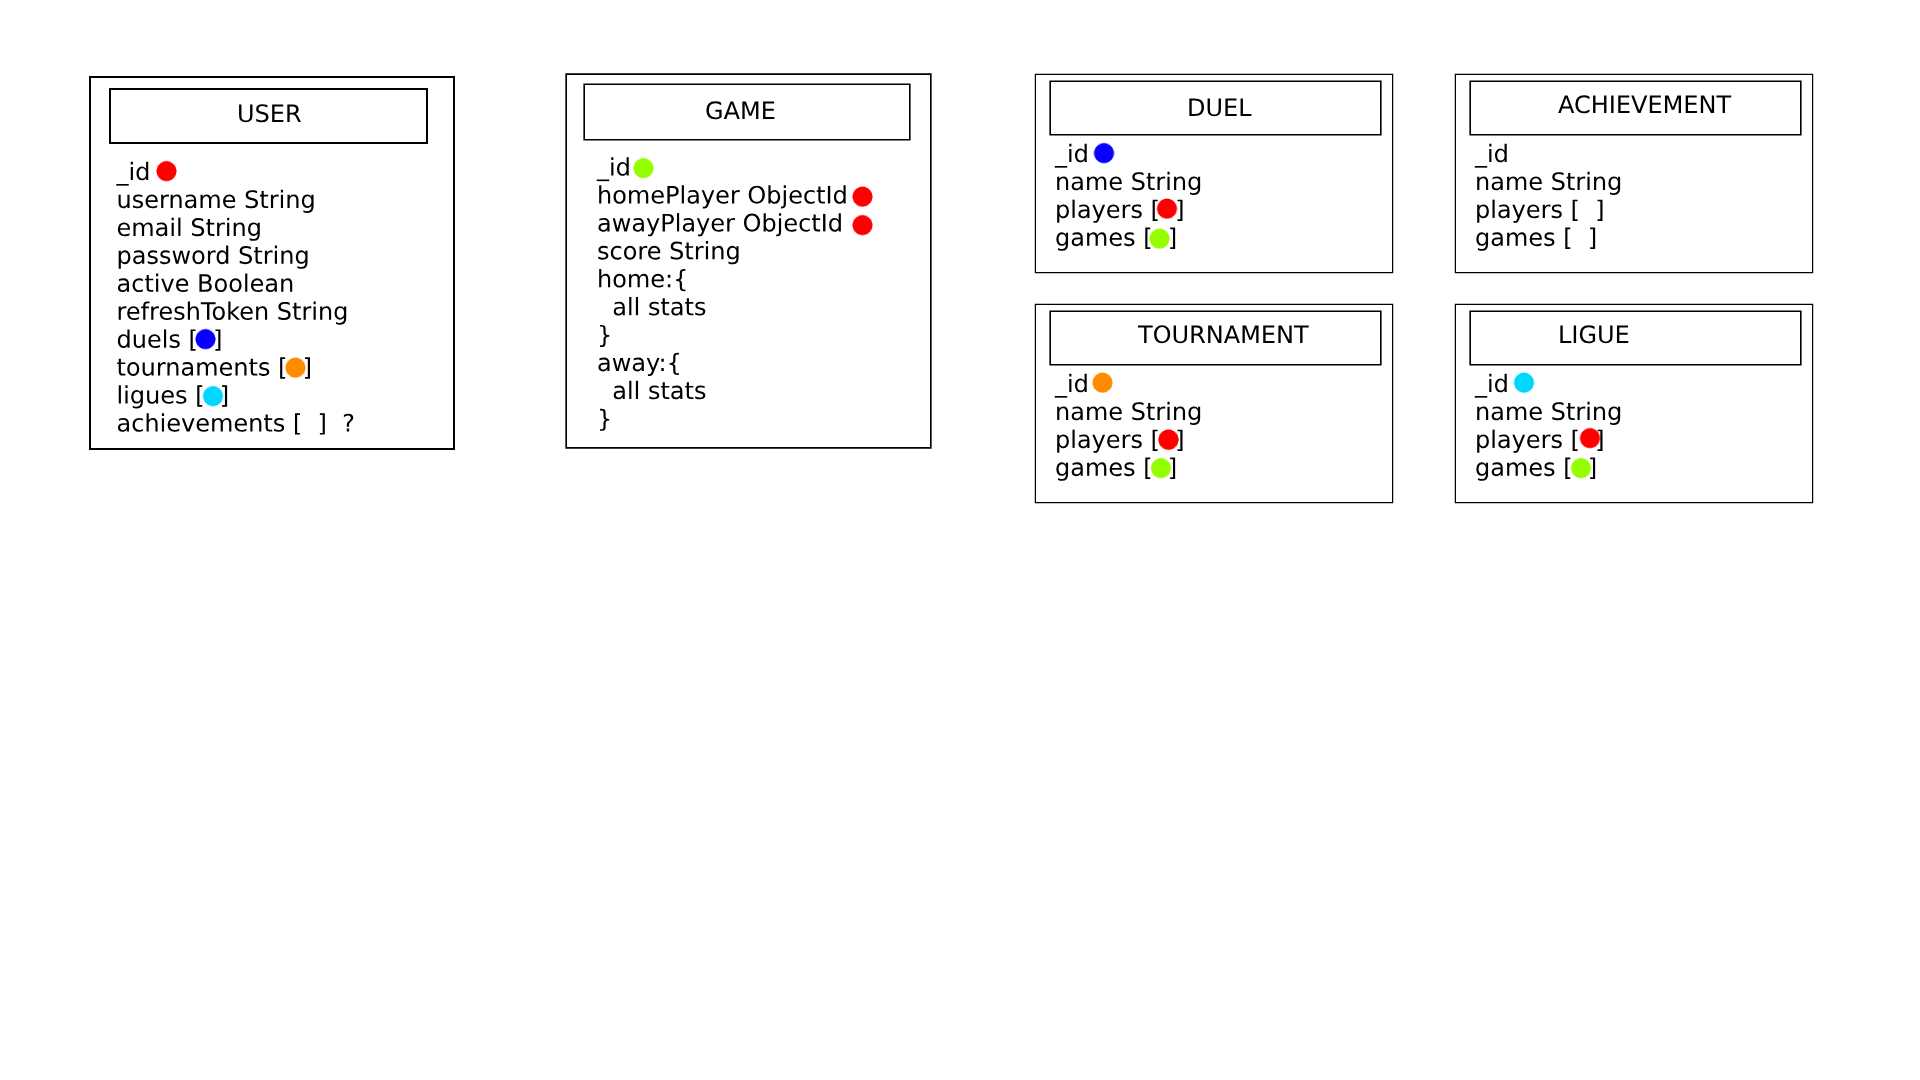 USER
_id
username String
email String
password String
active Boolean
refreshToken String
duels [ ]
tournaments [ ]
ligues [ ]
achievements [ ] ?
GAME
_id
homePlayer ObjectId
awayPlayer ObjectId
score String
home:{
all stats
}
away:{
all stats
}
DUEL
_id
name String
players [ ]
games [ ]
ACHIEVEMENT
_id
name String
players [ ]
games [ ]
TOURNAMENT
_id
name String
players [ ]
games [ ]
LIGUE
_id
name String
players [ ]
games [ ]